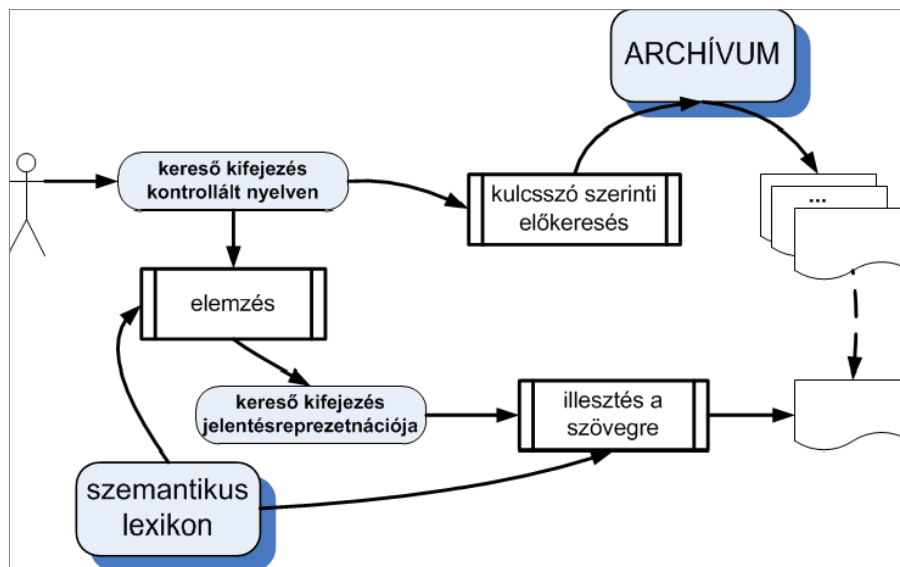 ARCHÍVUM
kereső kifejezés
kontrollált nyelven
kulcsszó szerinti
előkeresés
...
elemzés
kereső kifejezés
jelentésreprezetnációja
illesztés a
szövegre
szemantikus
lexikon